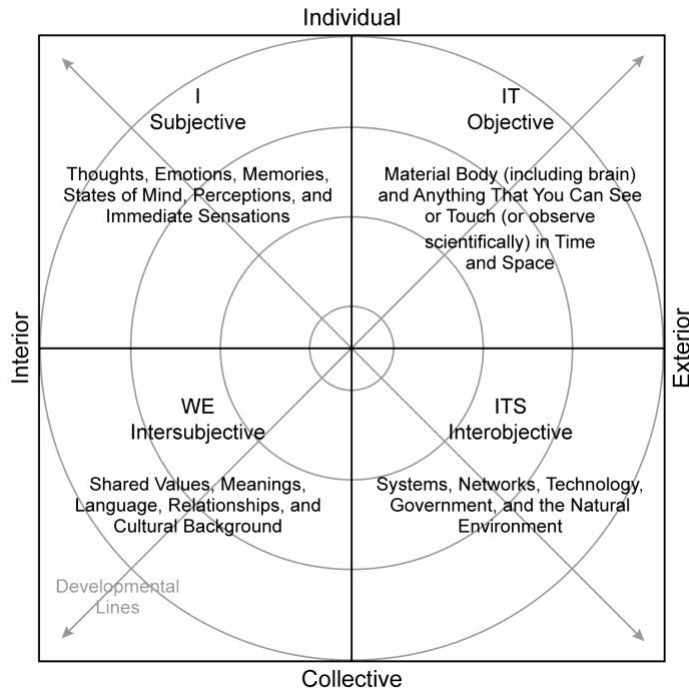 Individual
I
Subjective
Thoughts, Emotions, Memories,
States of Mind, Perceptions, and
Immediate Sensations
IT
Objective
Material Body (including brain)
and Anything That You Can See
or Touch (or observe
scientifically) in Time
and Space
Interior
Exterior
WE
Intersubjective
Shared Values, Meanings,
Language, Relationships, and
Cultural Background
ITS
Interobjective
Systems, Networks, Technology,
Government, and the Natural
Environment
Developmental
Lines
Collective